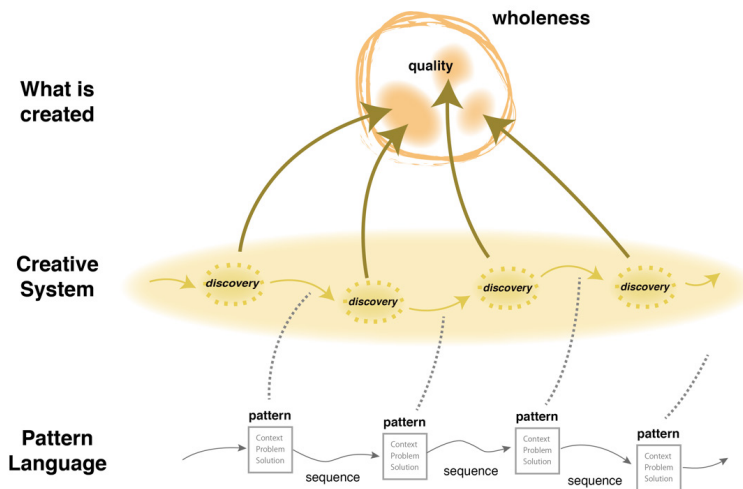 wholeness
quality
What is
created
Creative
System
discovery
discovery
discovery
discovery
pattern
Context
Problem
Solution
pattern
Context
Problem
Solution
pattern
Context
Problem
Solution
pattern
Context
Problem
Solution
Pattern
Language
sequence
sequence
sequence